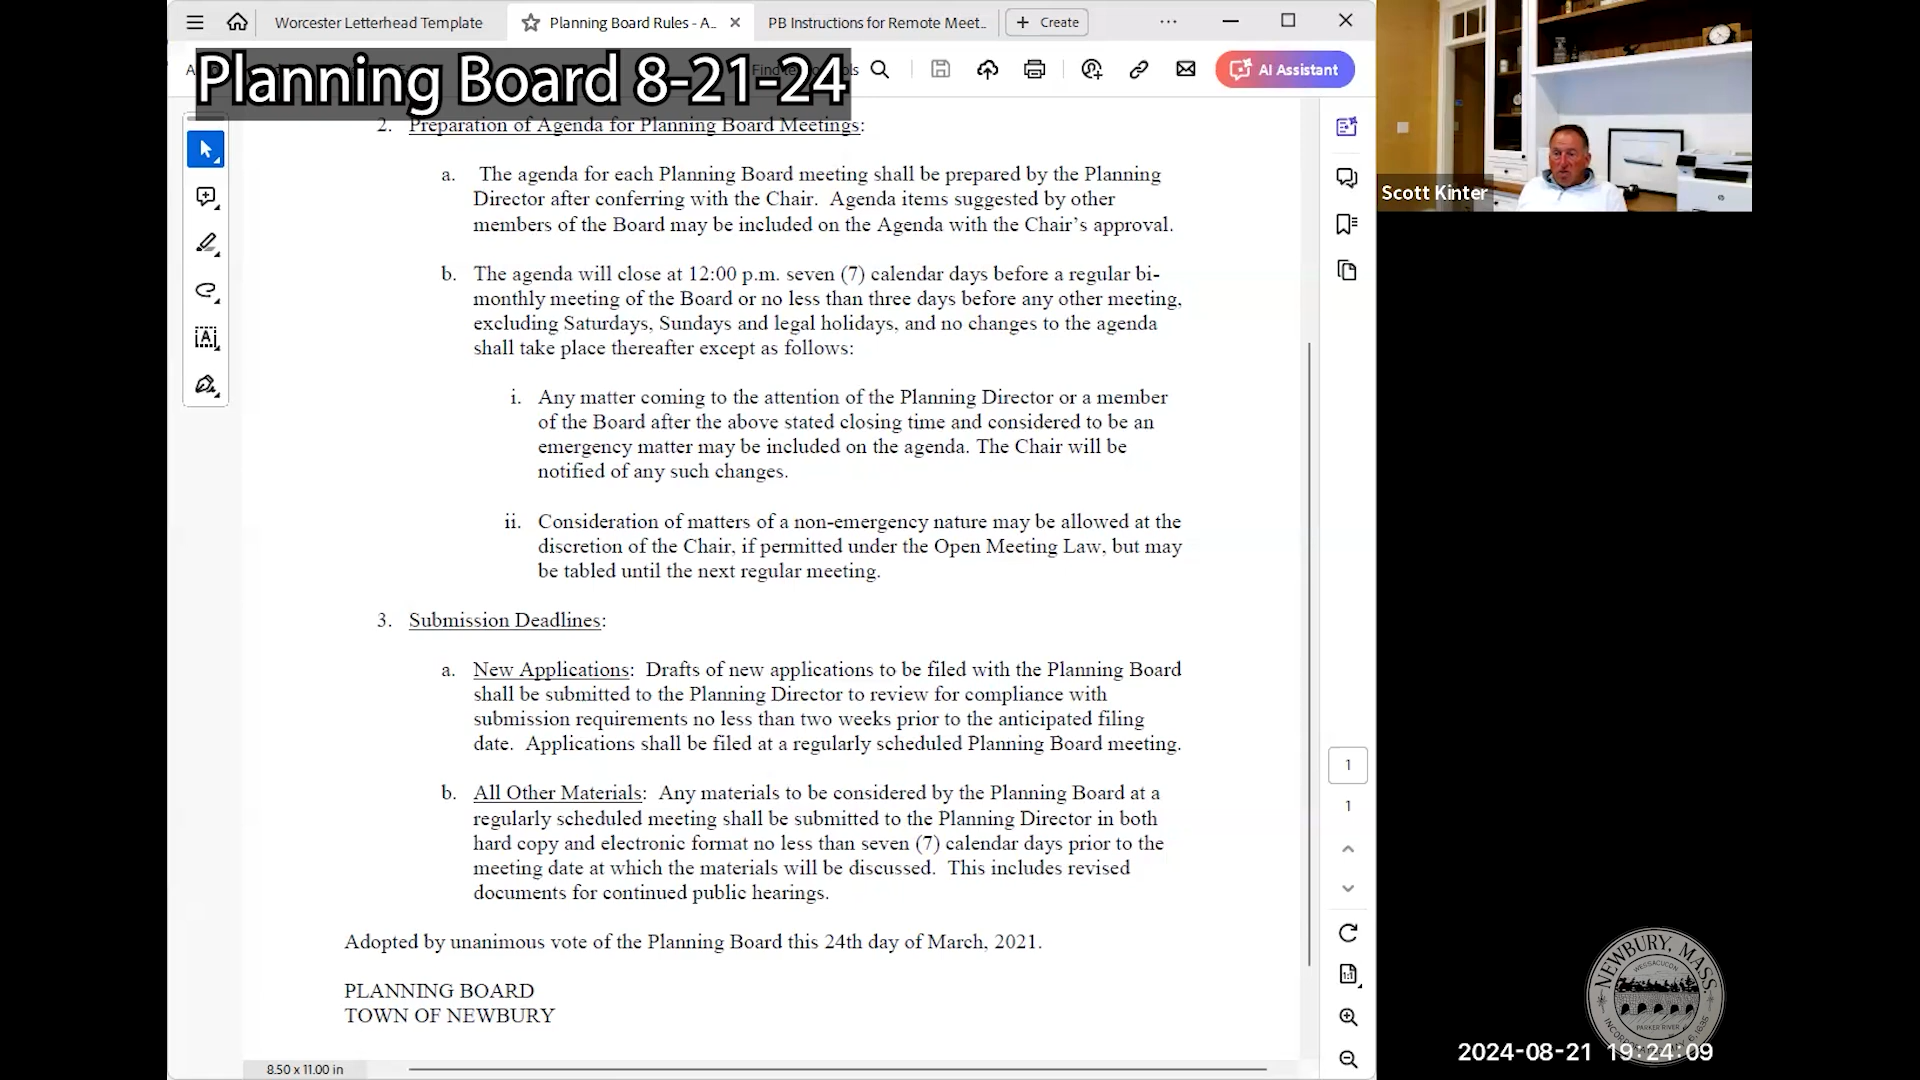 Worcester Letterhead Template
Planning Board Rules - A..
PB Instructions for Remote Meet..
Create
Planning Board 8-21-24
AI Assistant
2. Preparation of Agenda for Planning Board Meetings:
a. The agenda for each Planning Board meeting shall be prepared by the Planning
Director after conferring with the Chair. Agenda items suggested by other
members of the Board may be included on the Agenda with the Chair's approval.
b. The agenda will close at 12:00 p.m. seven (7) calendar days before a regular bi-
monthly meeting of the Board or no less than three days before any other meeting,
excluding Saturdays, Sundays and legal holidays, and no changes to the agenda
shall take place thereafter except as follows:
i. Any matter coming to the attention of the Planning Director or a member
of the Board after the above stated closing time and considered to be an
emergency matter may be included on the agenda. The Chair will be
notified of any such changes.
ii. Consideration of matters of a non-emergency nature may be allowed at the
discretion of the Chair, if permitted under the Open Meeting Law, but may
be tabled until the next regular meeting.
3. Submission Deadlines:
a. New Applications: Drafts of new applications to be filed with the Planning Board
shall be submitted to the Planning Director to review for compliance with
submission requirements no less than two weeks prior to the anticipated filing
date. Applications shall be filed at a regularly scheduled Planning Board meeting.
b. All Other Materials: Any materials to be considered by the Planning Board at a
regularly scheduled meeting shall be submitted to the Planning Director in both
hard copy and electronic format no less than seven (7) calendar days prior to the
meeting date at which the materials will be discussed. This includes revised
documents for continued public hearings.
Adopted by unanimous vote of the Planning Board this 24th day of March, 2021.
PLANNING BOARD
TOWN OF NEWBURY
8.50 x 11.00 in
1
1
Scott Kinter
NEWBURY, MASS.
WESSACUCON
PARKER RIVER
2024-08-21 19:24:09